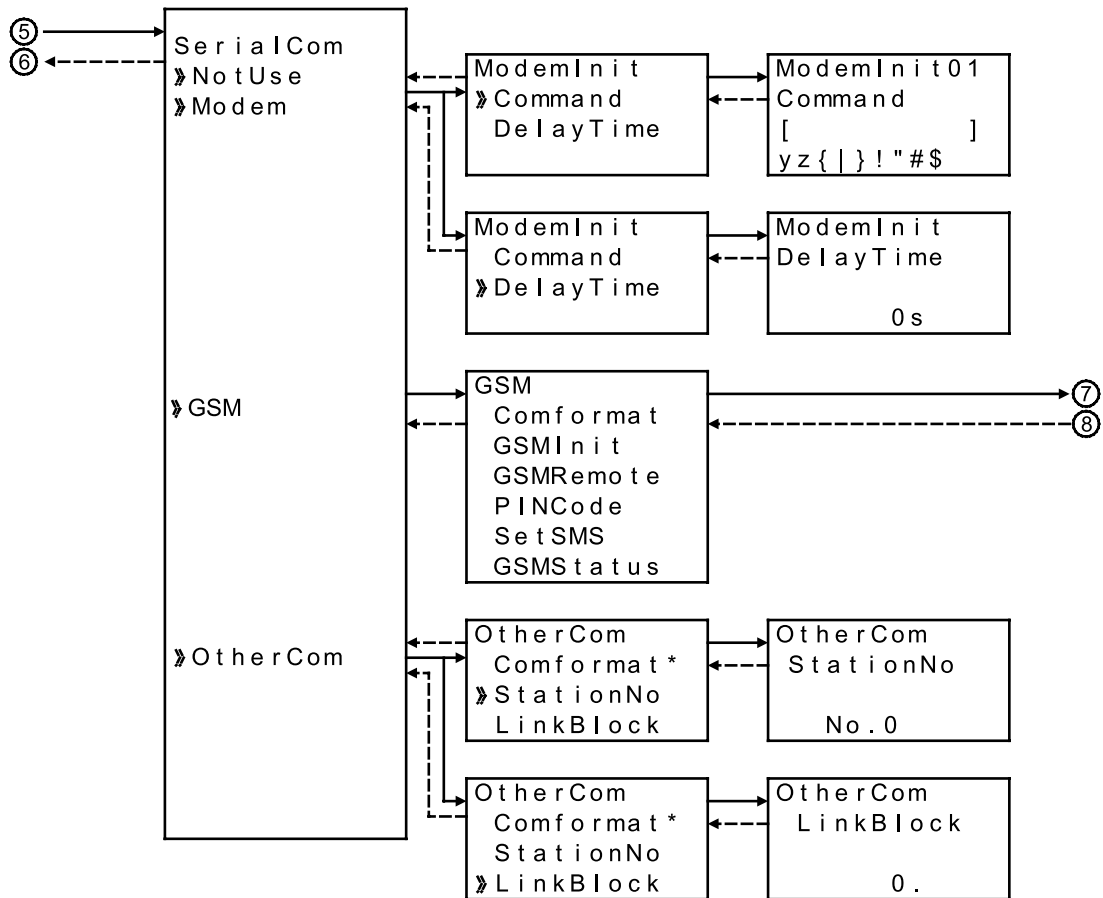 ⑤
⑥
SerialCom
》NotUse
》Modem
》GSM
》OtherCom
ModemInit
》Command
DelayTime
ModemInit01
Command
[ ]
yz{|}!"#$
ModemInit
Command
》DelayTime
ModemInit
DelayTime
0s
GSM
Comformat
GSMInit
GSMRemote
PINCode
SetSMS
GSMStatus
⑦
⑧
OtherCom
Comformat*
》StationNo
LinkBlock
OtherCom
StationNo
No.0
OtherCom
Comformat*
StationNo
》LinkBlock
OtherCom
LinkBlock
0.